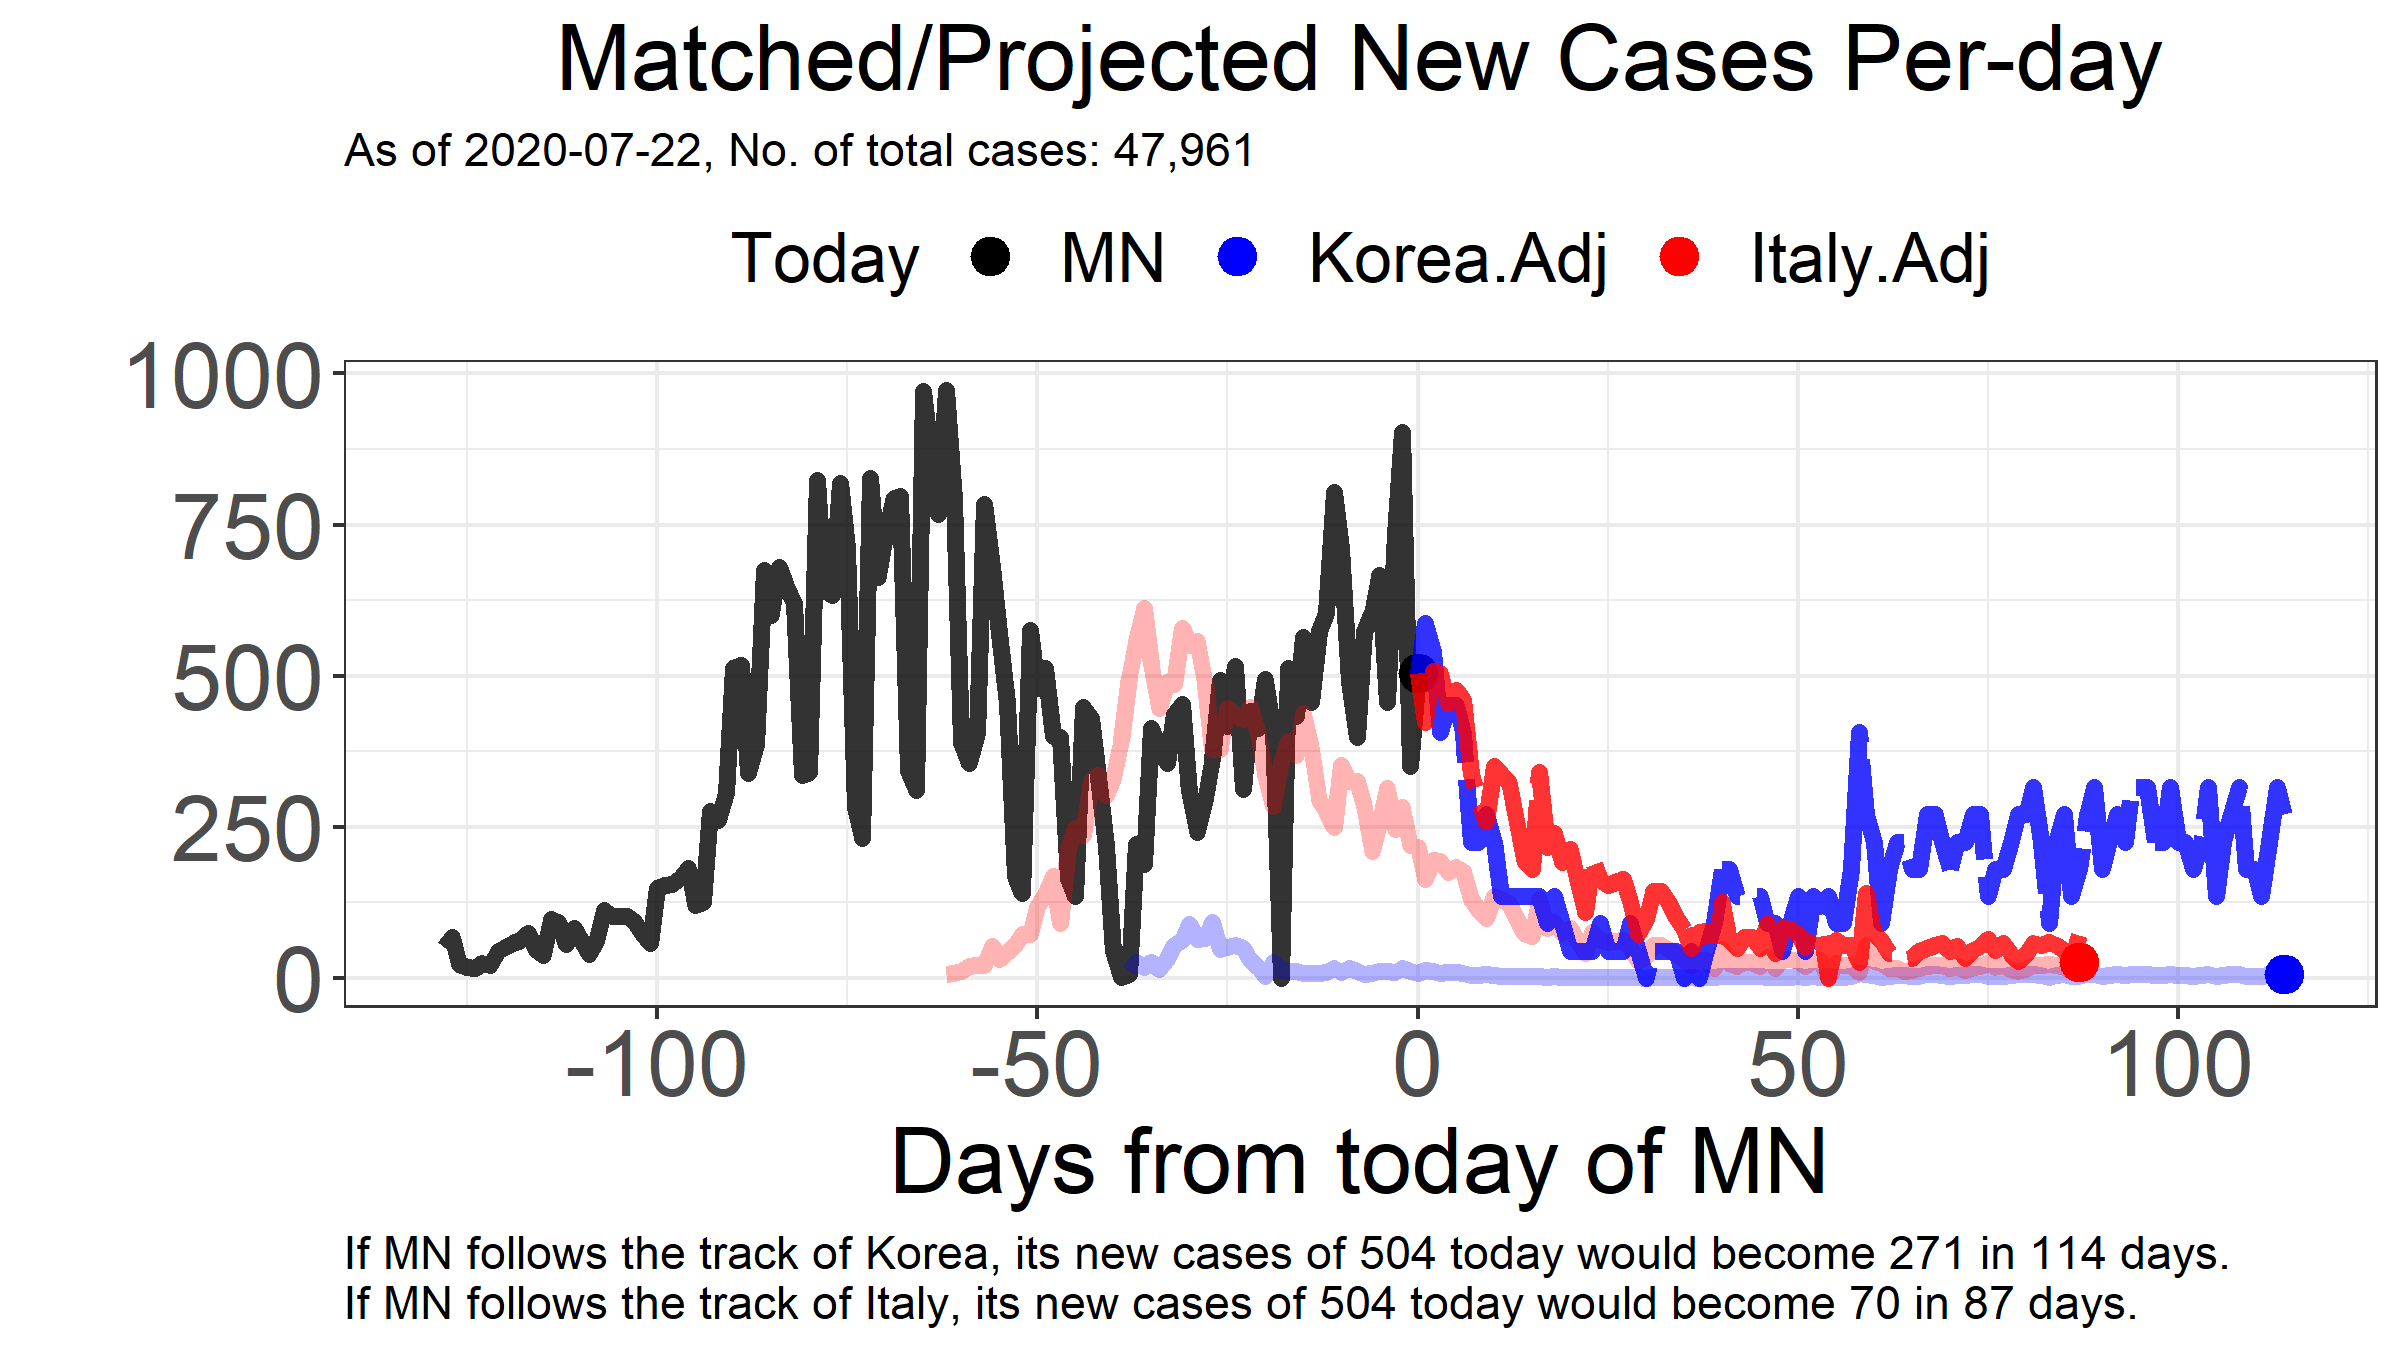 Matched/Projected New Cases Per-day
As of 2020-07-22, No. of total cases: 47,961
Today MN Korea.Adj Italy.Adj
1000
750
500
250
0
-100 -50 0 50 100
Days from today of MN
If MN follows the track of Korea, its new cases of 504 today would become 271 in 114 days.
If MN follows the track of Italy, its new cases of 504 today would become 70 in 87 days.